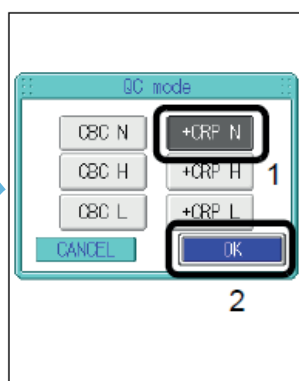 QC mode
CBC N
+CRP N
CBC H
+CRP H
1
CBC L
+CRP L
CANCEL
OK
2